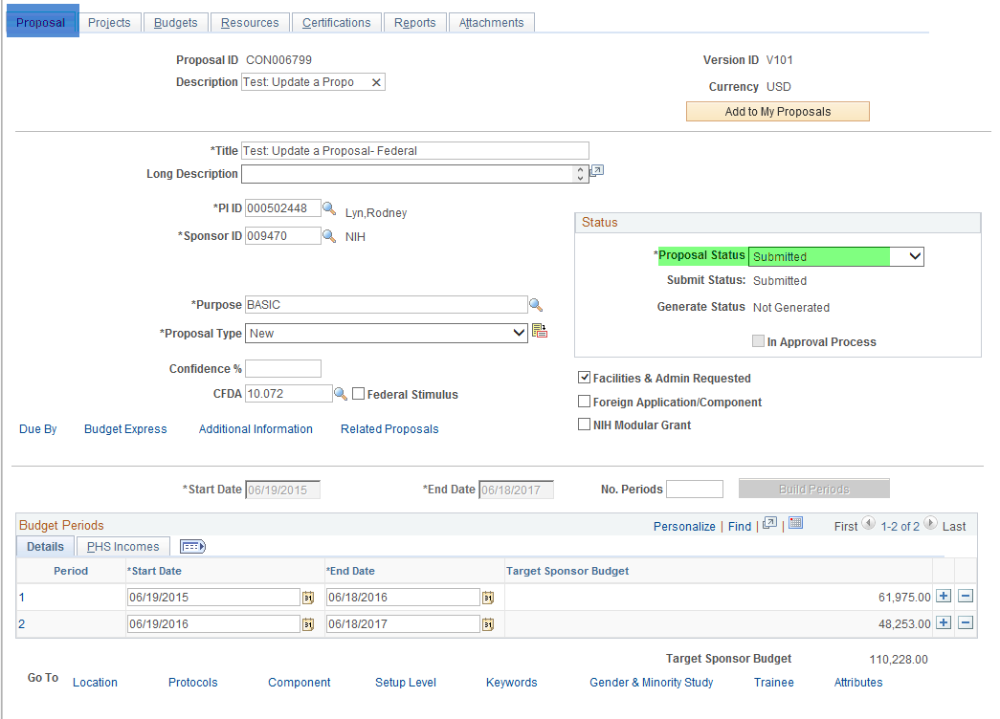 Proposal Projects Budgets Resources Certifications Reports Attachments
Proposal ID CON006799 Version ID V101
Description Test: Update a Propo
Currency USD
Add to My Proposals
*Title Test: Update a Proposal- Federal
Long Description
*PI ID 000502448 Lyn,Rodney
*Sponsor ID 009470 NIH
Status
*Proposal Status Submitted
Submit Status: Submitted
Generate Status Not Generated
In Approval Process
*Purpose BASIC
*Proposal Type New
Confidence %
CFDA 10.072 Federal Stimulus
Facilities & Admin Requested
Foreign Application/Component
NIH Modular Grant
Due By Budget Express Additional Information Related Proposals
*Start Date 06/19/2015 *End Date 06/18/2017 No. Periods Build Periods
Budget Periods Personalize | Find | | First 1-2 of 2 Last
Details PHS Incomes
Period *Start Date *End Date Target Sponsor Budget
1 06/19/2015 31 06/18/2016 31 61,975.00
2 06/19/2016 31 06/18/2017 31 48,253.00
Target Sponsor Budget 110,228.00
Go To Location Protocols Component Setup Level Keywords Gender & Minority Study Trainee Attributes